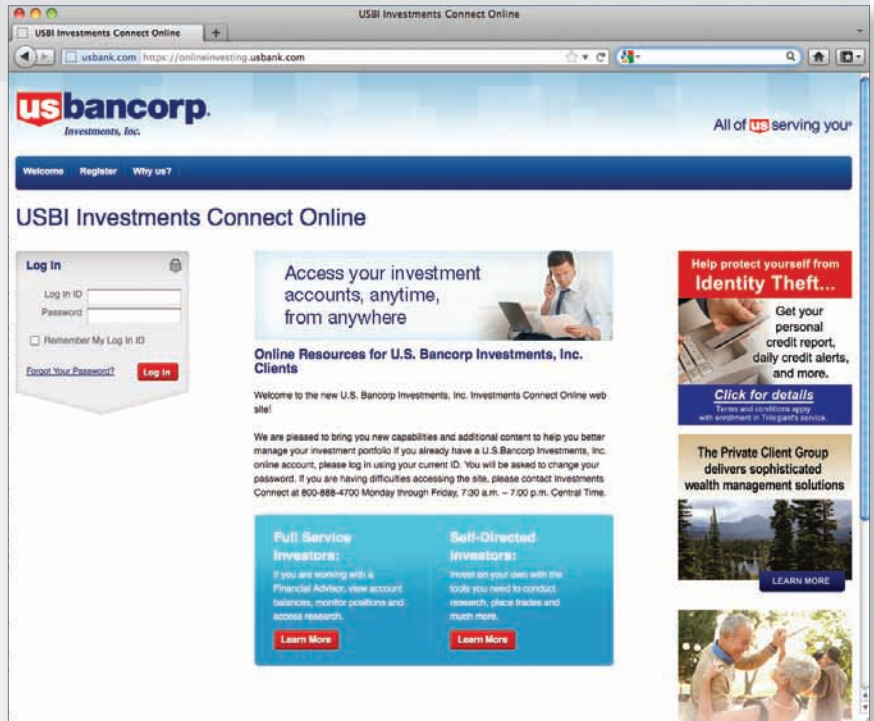 USBI Investments Connect Online
USBI Investments Connect Online
usbank.com https://onlineinvesting.usbank.com
usbancorp.
Investments, Inc.
All of us serving you®
Welcome Register Why us?
USBI Investments Connect Online
Log In
Log In ID
Password
Remember My Log In ID
Forgot Your Password? Log In
Access your investment
accounts, anytime,
from anywhere
Online Resources for U.S. Bancorp Investments, Inc.
Clients
Welcome to the new U.S. Bancorp Investments, Inc. Investments Connect Online web
site!
We are pleased to bring you new capabilities and additional content to help you better
manage your investment portfolio If you already have a U.S.Bancorp Investments, Inc.
online account, please log in using your current ID. You will be asked to change your
password. If you are having difficulties accessing the site, please contact Investments
Connect at 800-888-4700 Monday through Friday, 7:30 a.m. – 7:00 p.m. Central Time.
Full Service
Investors:
If you are working with a
Financial Advisor, view account
balances, monitor positions and
access research.
Learn More
Self-Directed
Investors:
Invest on your own with the
tools you need to conduct
research, place trades and
much more.
Learn More
Help protect yourself from
Identity Theft...
Get your
personal
credit report,
daily credit alerts,
and more.
Click for details
Terms and conditions apply
with enrollment in Trilegiant's service.
The Private Client Group
delivers sophisticated
wealth management solutions
LEARN MORE